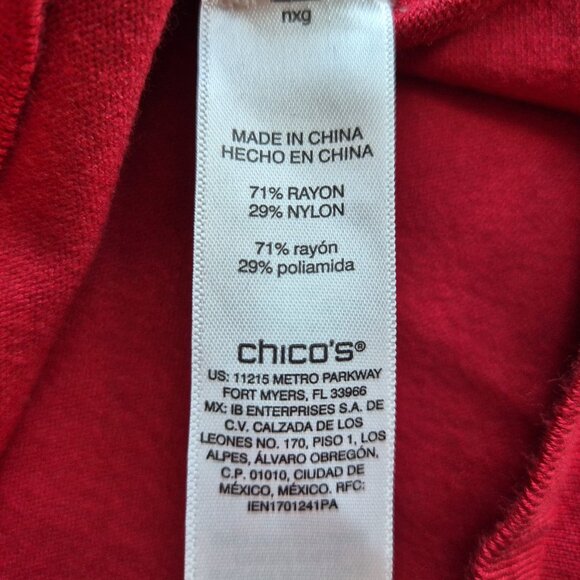 nxg
MADE IN CHINA
HECHO EN CHINA
71% RAYON
29% NYLON
71% rayón
29% poliamida
chico's®
US: 11215 METRO PARKWAY
FORT MYERS, FL 33966
MX: IB ENTERPRISES S.A. DE
C.V. CALZADA DE LOS
LEONES NO. 170, PISO 1, LOS
ALPES, ÁLVARO OBREGÓN,
C.P. 01010, CIUDAD DE
MÉXICO, MÉXICO. RFC:
IEN1701241PA